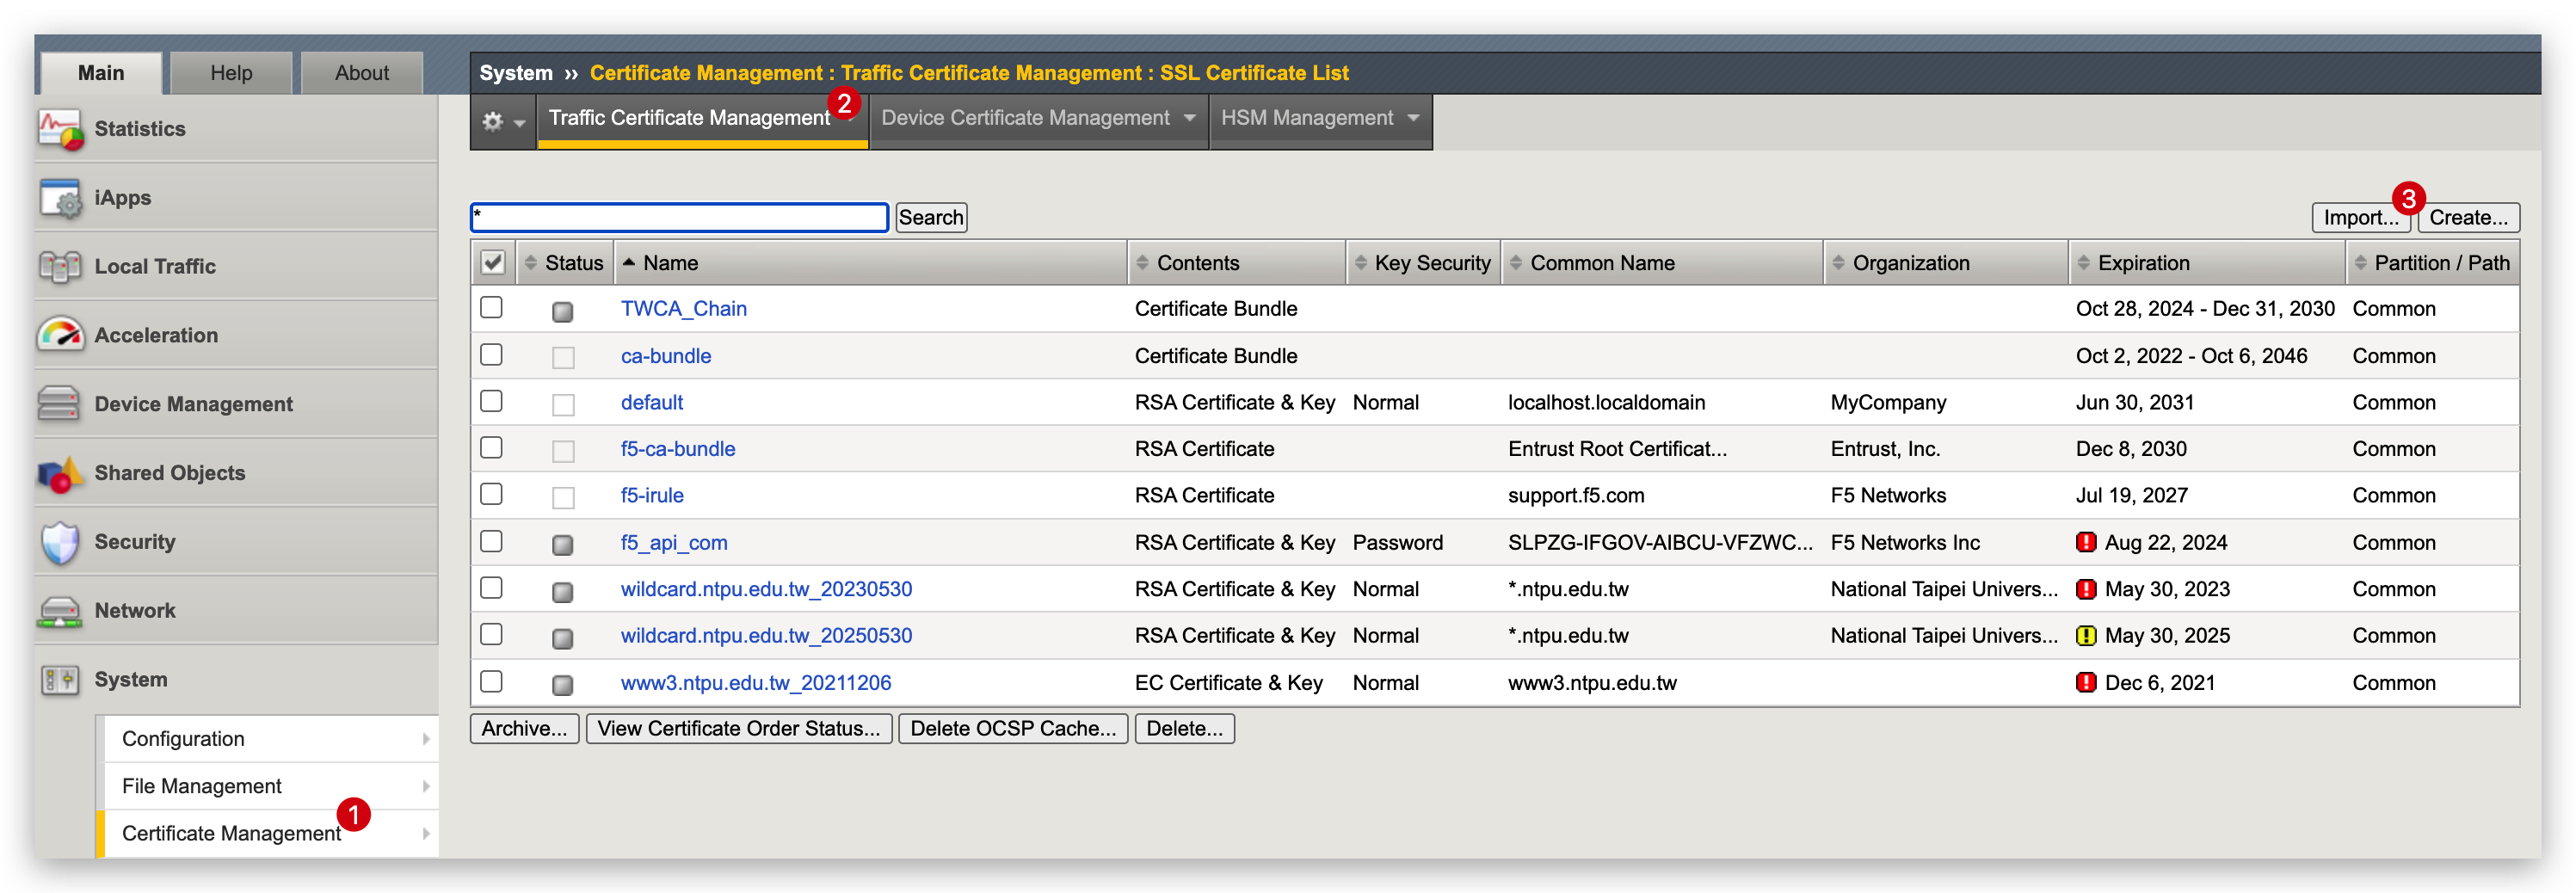 Main Help About
System » Certificate Management : Traffic Certificate Management : SSL Certificate List
Traffic Certificate Management 2 Device Certificate Management HSM Management
Statistics
iApps
Local Traffic
Acceleration
Device Management
Shared Objects
Security
Network
System
Configuration
File Management
Certificate Management 1
* Search Import... 3 Create...
Status Name Contents Key Security Common Name Organization Expiration Partition / Path
TWCA_Chain Certificate Bundle Oct 28, 2024 - Dec 31, 2030 Common
ca-bundle Certificate Bundle Oct 2, 2022 - Oct 6, 2046 Common
default RSA Certificate & Key Normal localhost.localdomain MyCompany Jun 30, 2031 Common
f5-ca-bundle RSA Certificate Entrust Root Certificat... Entrust, Inc. Dec 8, 2030 Common
f5-irule RSA Certificate support.f5.com F5 Networks Jul 19, 2027 Common
f5_api_com RSA Certificate & Key Password SLPZG-IFGOV-AIBCU-VFZWC... F5 Networks Inc Aug 22, 2024 Common
wildcard.ntpu.edu.tw_20230530 RSA Certificate & Key Normal *.ntpu.edu.tw National Taipei Univers... May 30, 2023 Common
wildcard.ntpu.edu.tw_20250530 RSA Certificate & Key Normal *.ntpu.edu.tw National Taipei Univers... May 30, 2025 Common
www3.ntpu.edu.tw_20211206 EC Certificate & Key Normal www3.ntpu.edu.tw Dec 6, 2021 Common
Archive... View Certificate Order Status... Delete OCSP Cache... Delete...